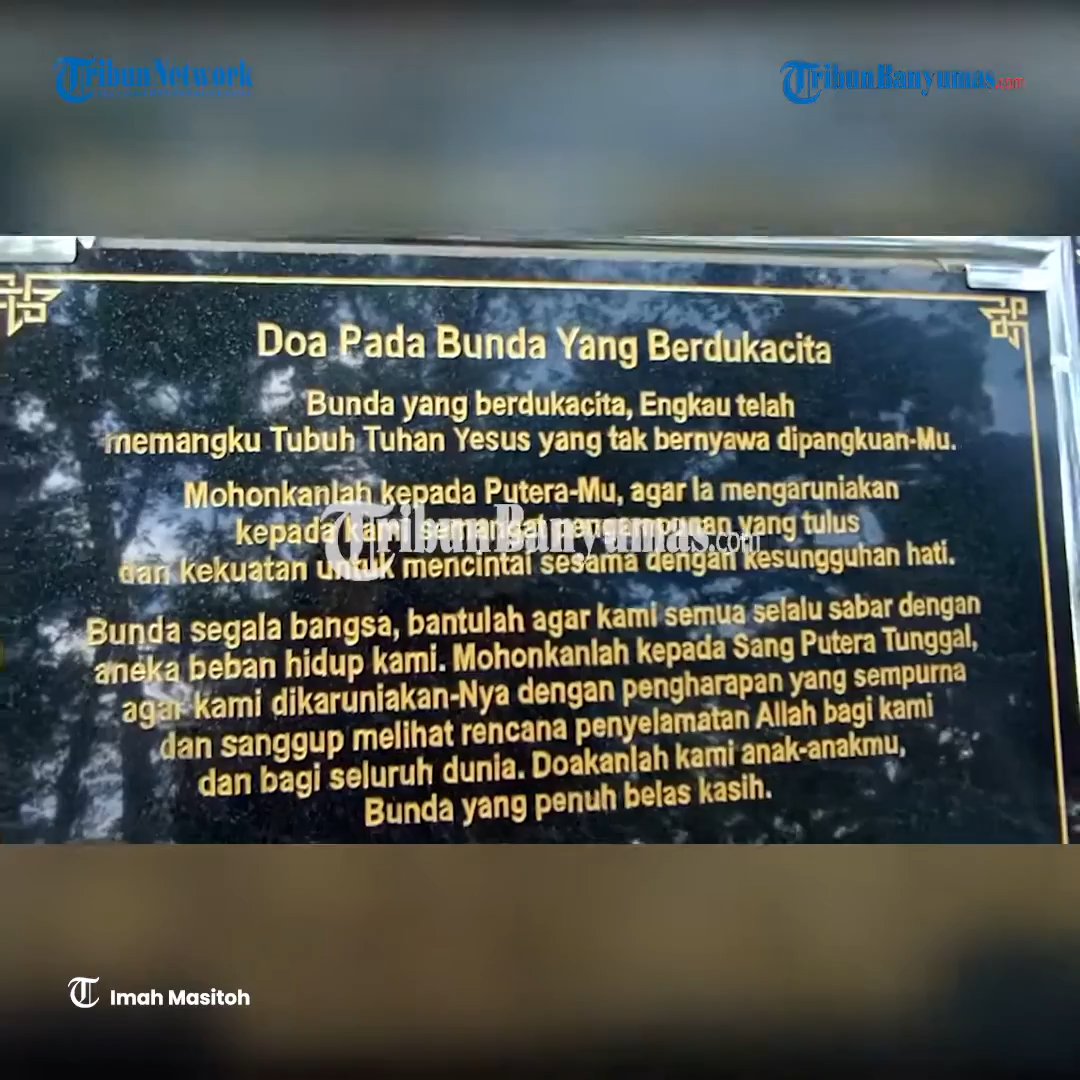 TribunNetwork
TribunBanyumas.com
Doa Pada Bunda Yang Berdukacita
Bunda yang berdukacita, Engkau telah
memangku Tubuh Tuhan Yesus yang tak bernyawa dipangkuan-Mu.
Mohonkanlah kepada Putera-Mu, agar Ia mengaruniakan
kepada kami semangat pengampunan yang tulus
TribunBanyumas.com
dan kekuatan untuk mencintai sesama dengan kesungguhan hati.
Bunda segala bangsa, bantulah agar kami semua selalu sabar dengan
aneka beban hidup kami. Mohonkanlah kepada Sang Putera Tunggal,
agar kami dikaruniakan-Nya dengan pengharapan yang sempurna
dan sanggup melihat rencana penyelamatan Allah bagi kami
dan bagi seluruh dunia. Doakanlah kami anak-anakmu,
Bunda yang penuh belas kasih.
T Imah Masitoh